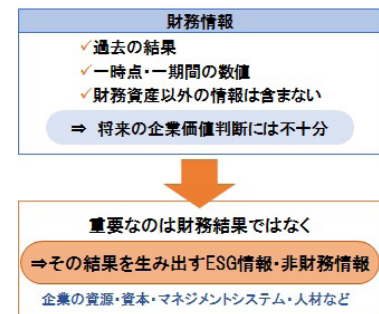 財務情報
✓過去の結果
✓一時点・一期間の数値
✓財務資産以外の情報は含まない
⇒ 将来の企業価値判断には不十分
重要なのは財務結果ではなく
⇒その結果を生み出すESG情報・非財務情報
企業の資源・資本・マネジメントシステム・人材など